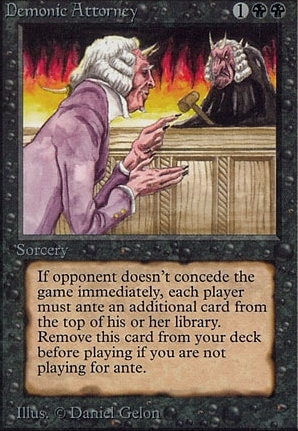 Demonic Attorney 1
Sorcery
If opponent doesn't concede the
game immediately, each player
must ante an additional card from
the top of his or her library.
Remove this card from your deck
before playing if you are not
playing for ante.
Illus. © Daniel Gelon